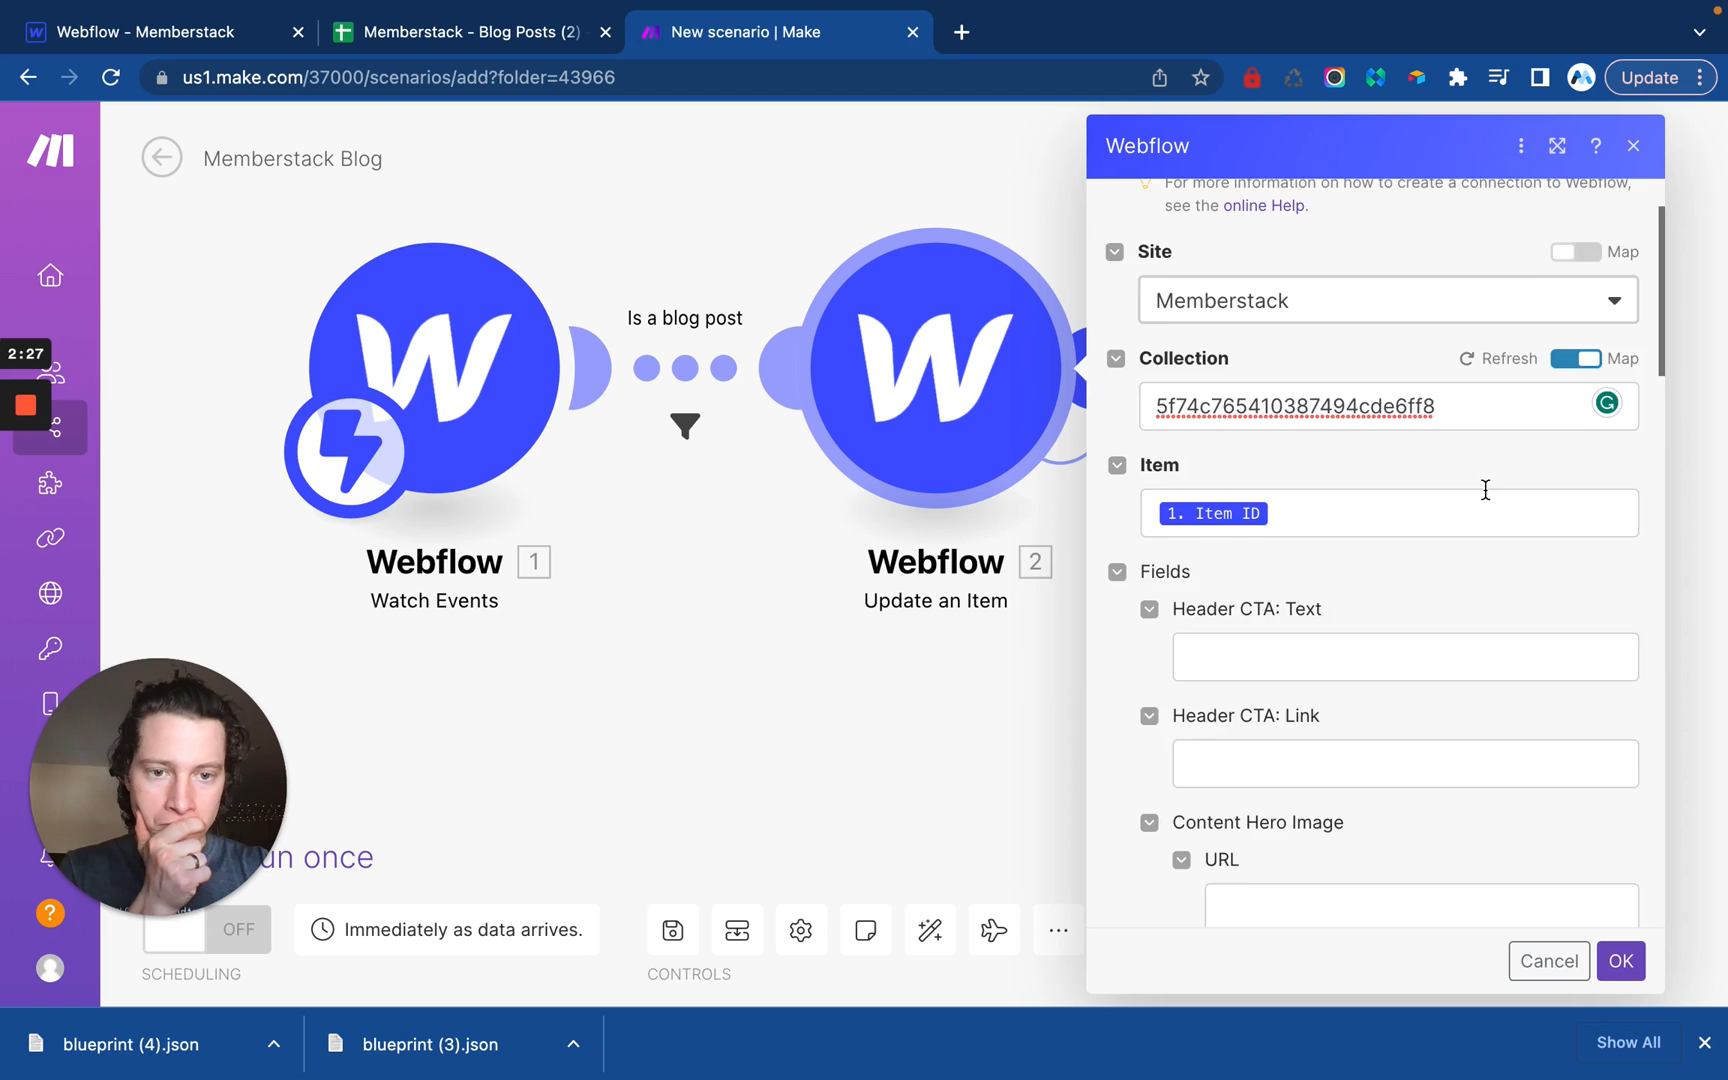 Webflow - Memberstack
Memberstack - Blog Posts (2)
New scenario | Make
us1.make.com/37000/scenarios/add?folder=43966
Update
Memberstack Blog
Webflow
For more information on how to create a connection to Webflow,
see the online Help.
Site
Map
Memberstack
Is a blog post
2:27
Collection
Refresh
Map
5f74c765410387494cde6ff8
Item
1. Item ID
Webflow 1
Watch Events
Webflow 2
Update an Item
Fields
Header CTA: Text
Header CTA: Link
Content Hero Image
URL
un once
OFF
Immediately as data arrives.
SCHEDULING
CONTROLS
Cancel
OK
blueprint (4).json
blueprint (3).json
Show All